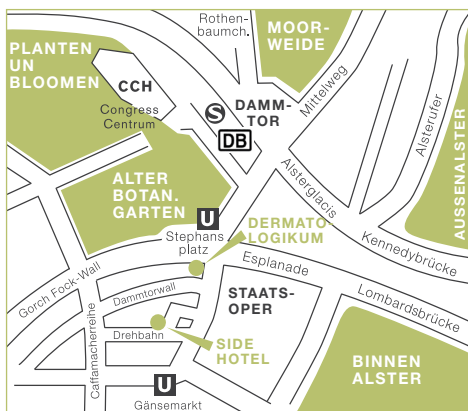 Rothen-
baumch.
MOOR-
WEIDE
PLANTEN
UN
BLOOMEN
CCH
Congress
Centrum
S
DAMM-
TOR
DB
Mittelweg
Alsterufer
AUSSENALSTER
Alsterglacis
Kennedybrücke
ALTER
BOTAN.
GARTEN
U
Stephans
platz
DERMATO-
LOGIKUM
Gorch Fock-Wall
Esplanade
Lombardsbrücke
Dammtorwall
STAATS-
OPER
Drehbahn
Caffamacherreihe
SIDE
HOTEL
BINNEN
ALSTER
U
Gänsemarkt